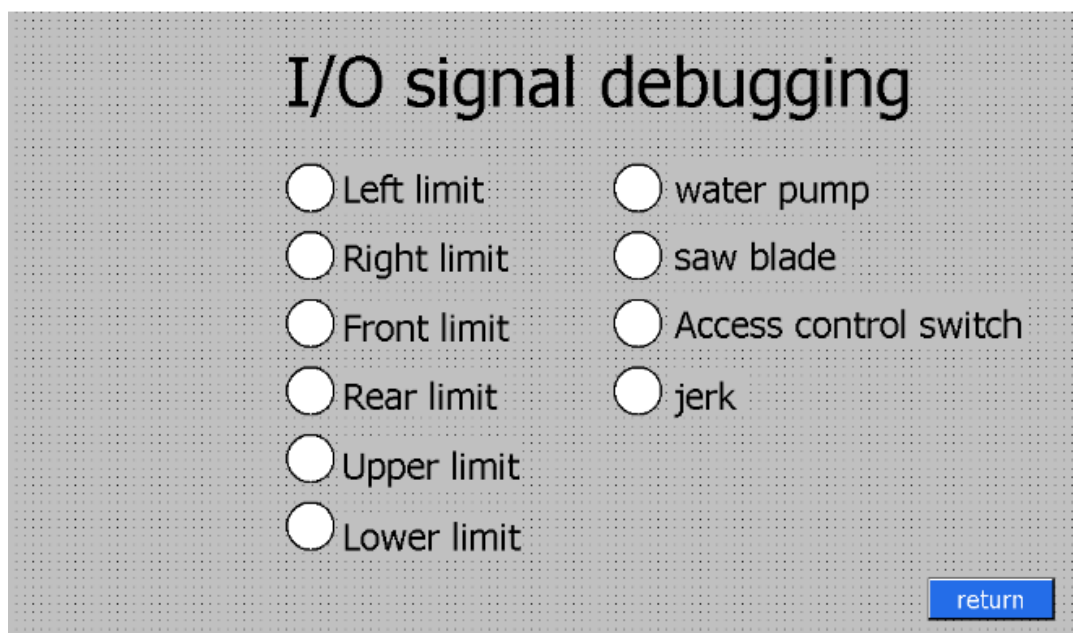 I/O signal debugging
Left limit
Right limit
Front limit
Rear limit
Upper limit
Lower limit
water pump
saw blade
Access control switch
jerk
return